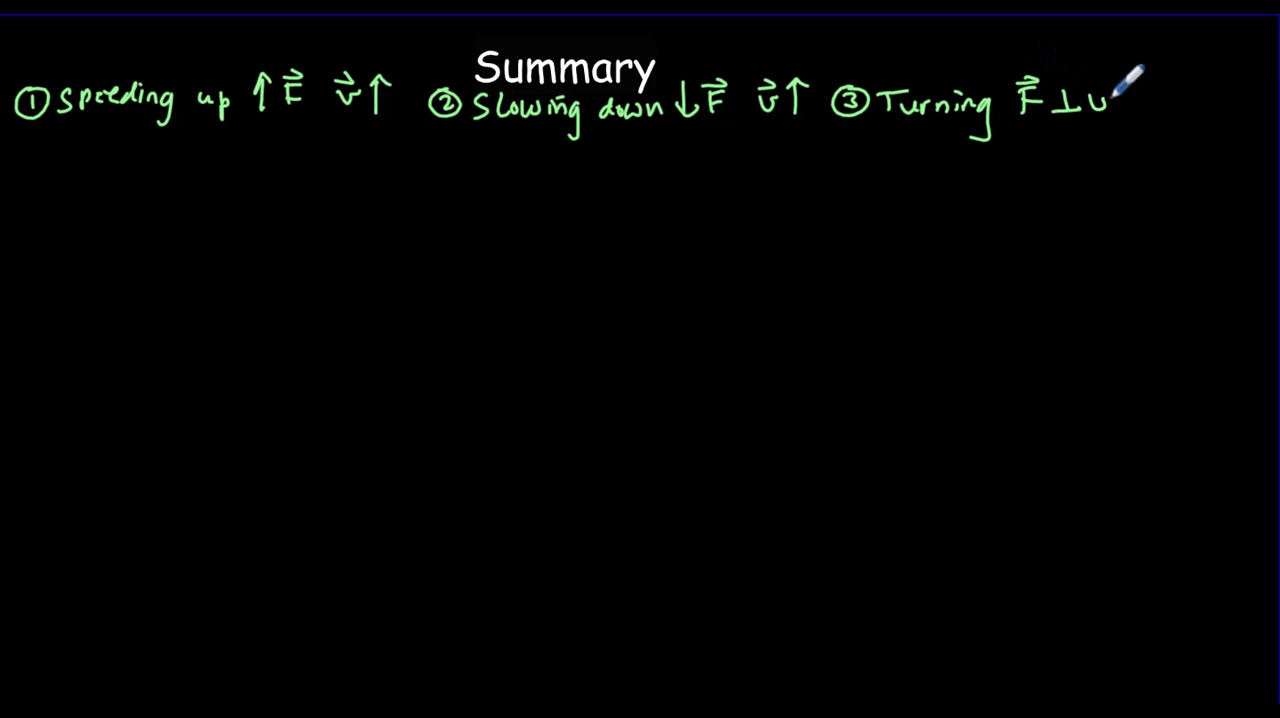 Summary
① Speeding up ↑ F⃗ v⃗ ↑ ② Slowing down ↓ F⃗ v⃗ ↑ ③ Turning F⃗ ⊥ v